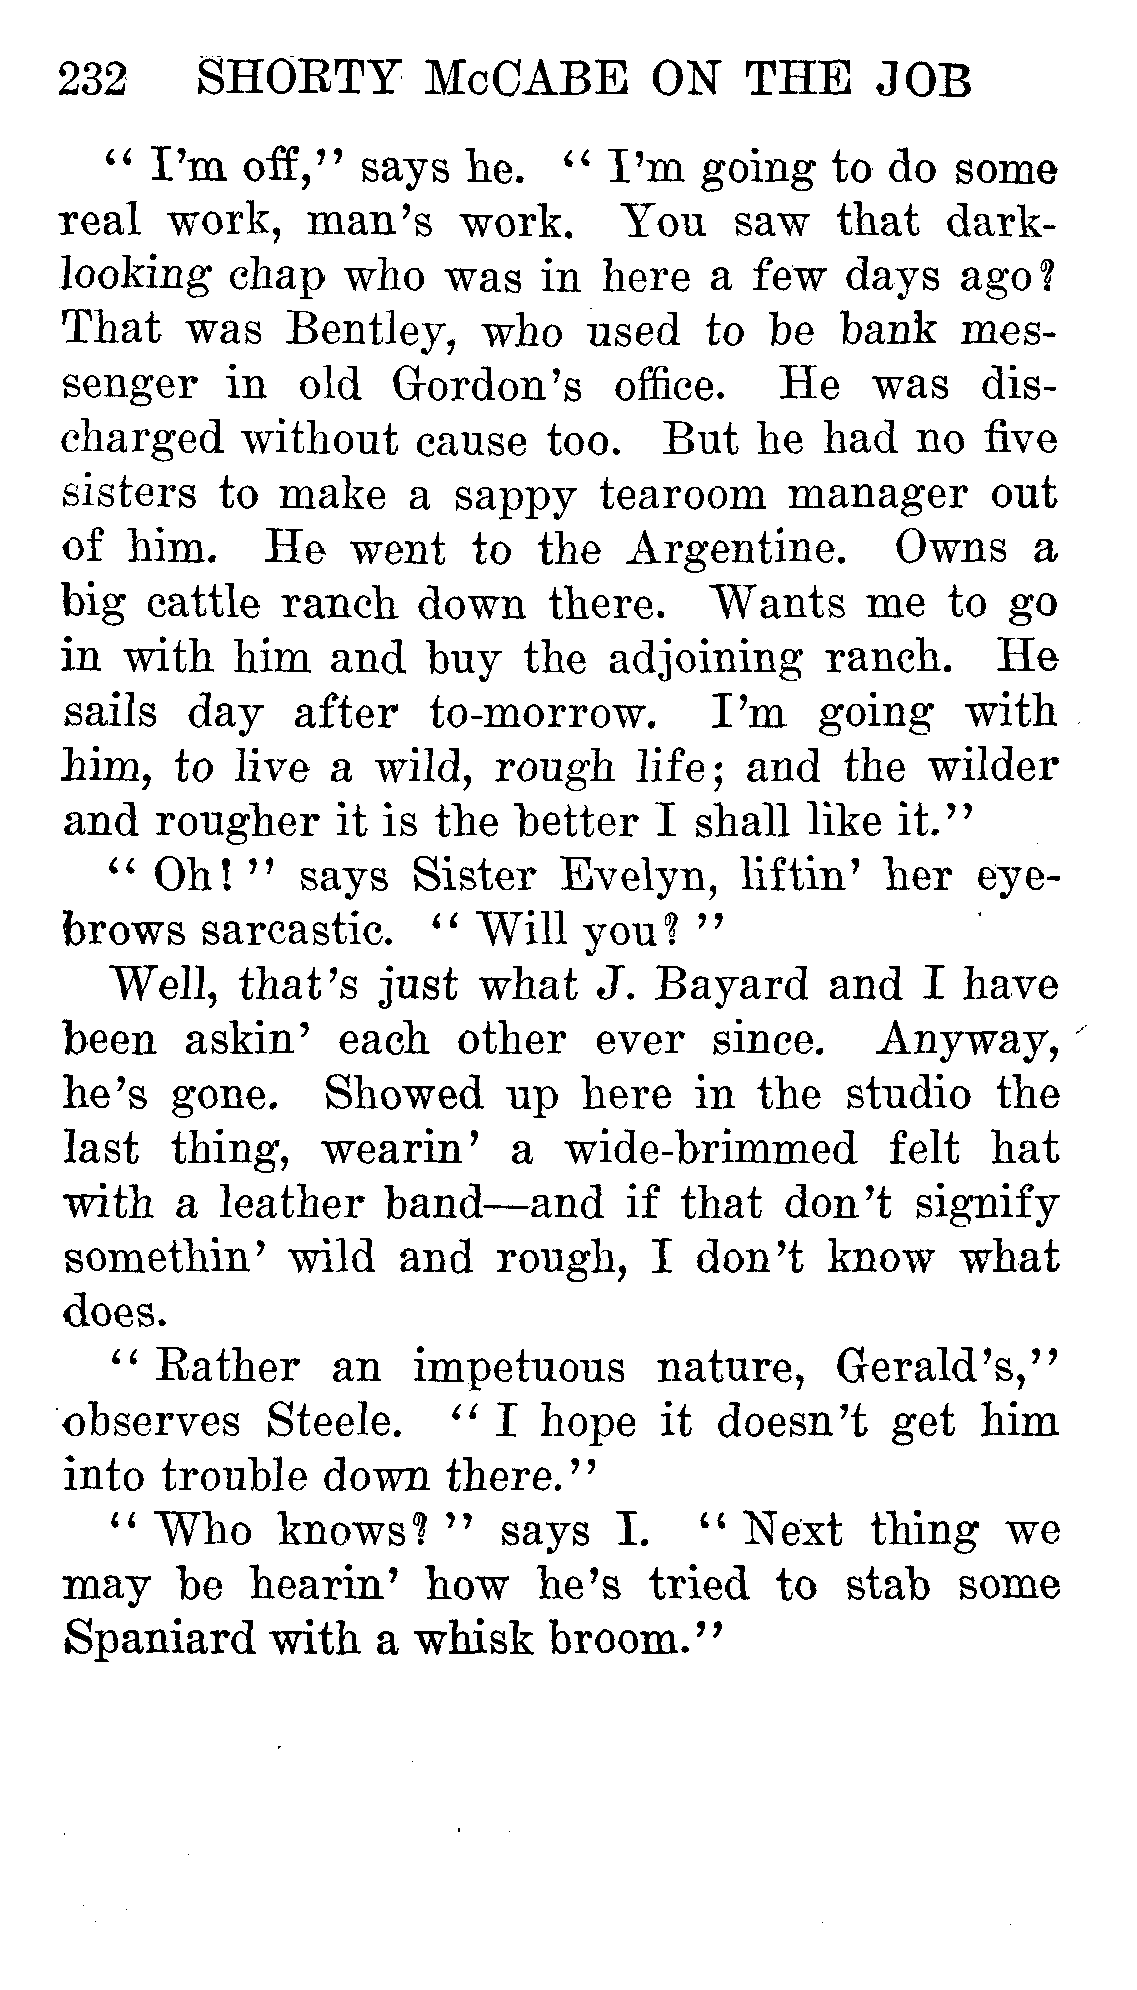 232 SHORTY McCABE ON THE JOB
“ I’m off,” says he. “ I’m going to do some
real work, man’s work. You saw that dark-
looking chap who was in here a few days ago?
That was Bentley, who used to be bank mes-
senger in old Gordon’s office. He was dis-
charged without cause too. But he had no five
sisters to make a sappy tearoom manager out
of him. He went to the Argentine. Owns a
big cattle ranch down there. Wants me to go
in with him and buy the adjoining ranch. He
sails day after to-morrow. I’m going with
him, to live a wild, rough life; and the wilder
and rougher it is the better I shall like it.”
“ Oh! ” says Sister Evelyn, liftin’ her eye-
brows sarcastic. “ Will you? ”
Well, that’s just what J. Bayard and I have
been askin’ each other ever since. Anyway,
he’s gone. Showed up here in the studio the
last thing, wearin’ a wide-brimmed felt hat
with a leather band—and if that don’t signify
somethin’ wild and rough, I don’t know what
does.
“ Rather an impetuous nature, Gerald’s,”
observes Steele. “ I hope it doesn’t get him
into trouble down there.”
“ Who knows? ” says I. “ Next thing we
may be hearin’ how he’s tried to stab some
Spaniard with a whisk broom.”